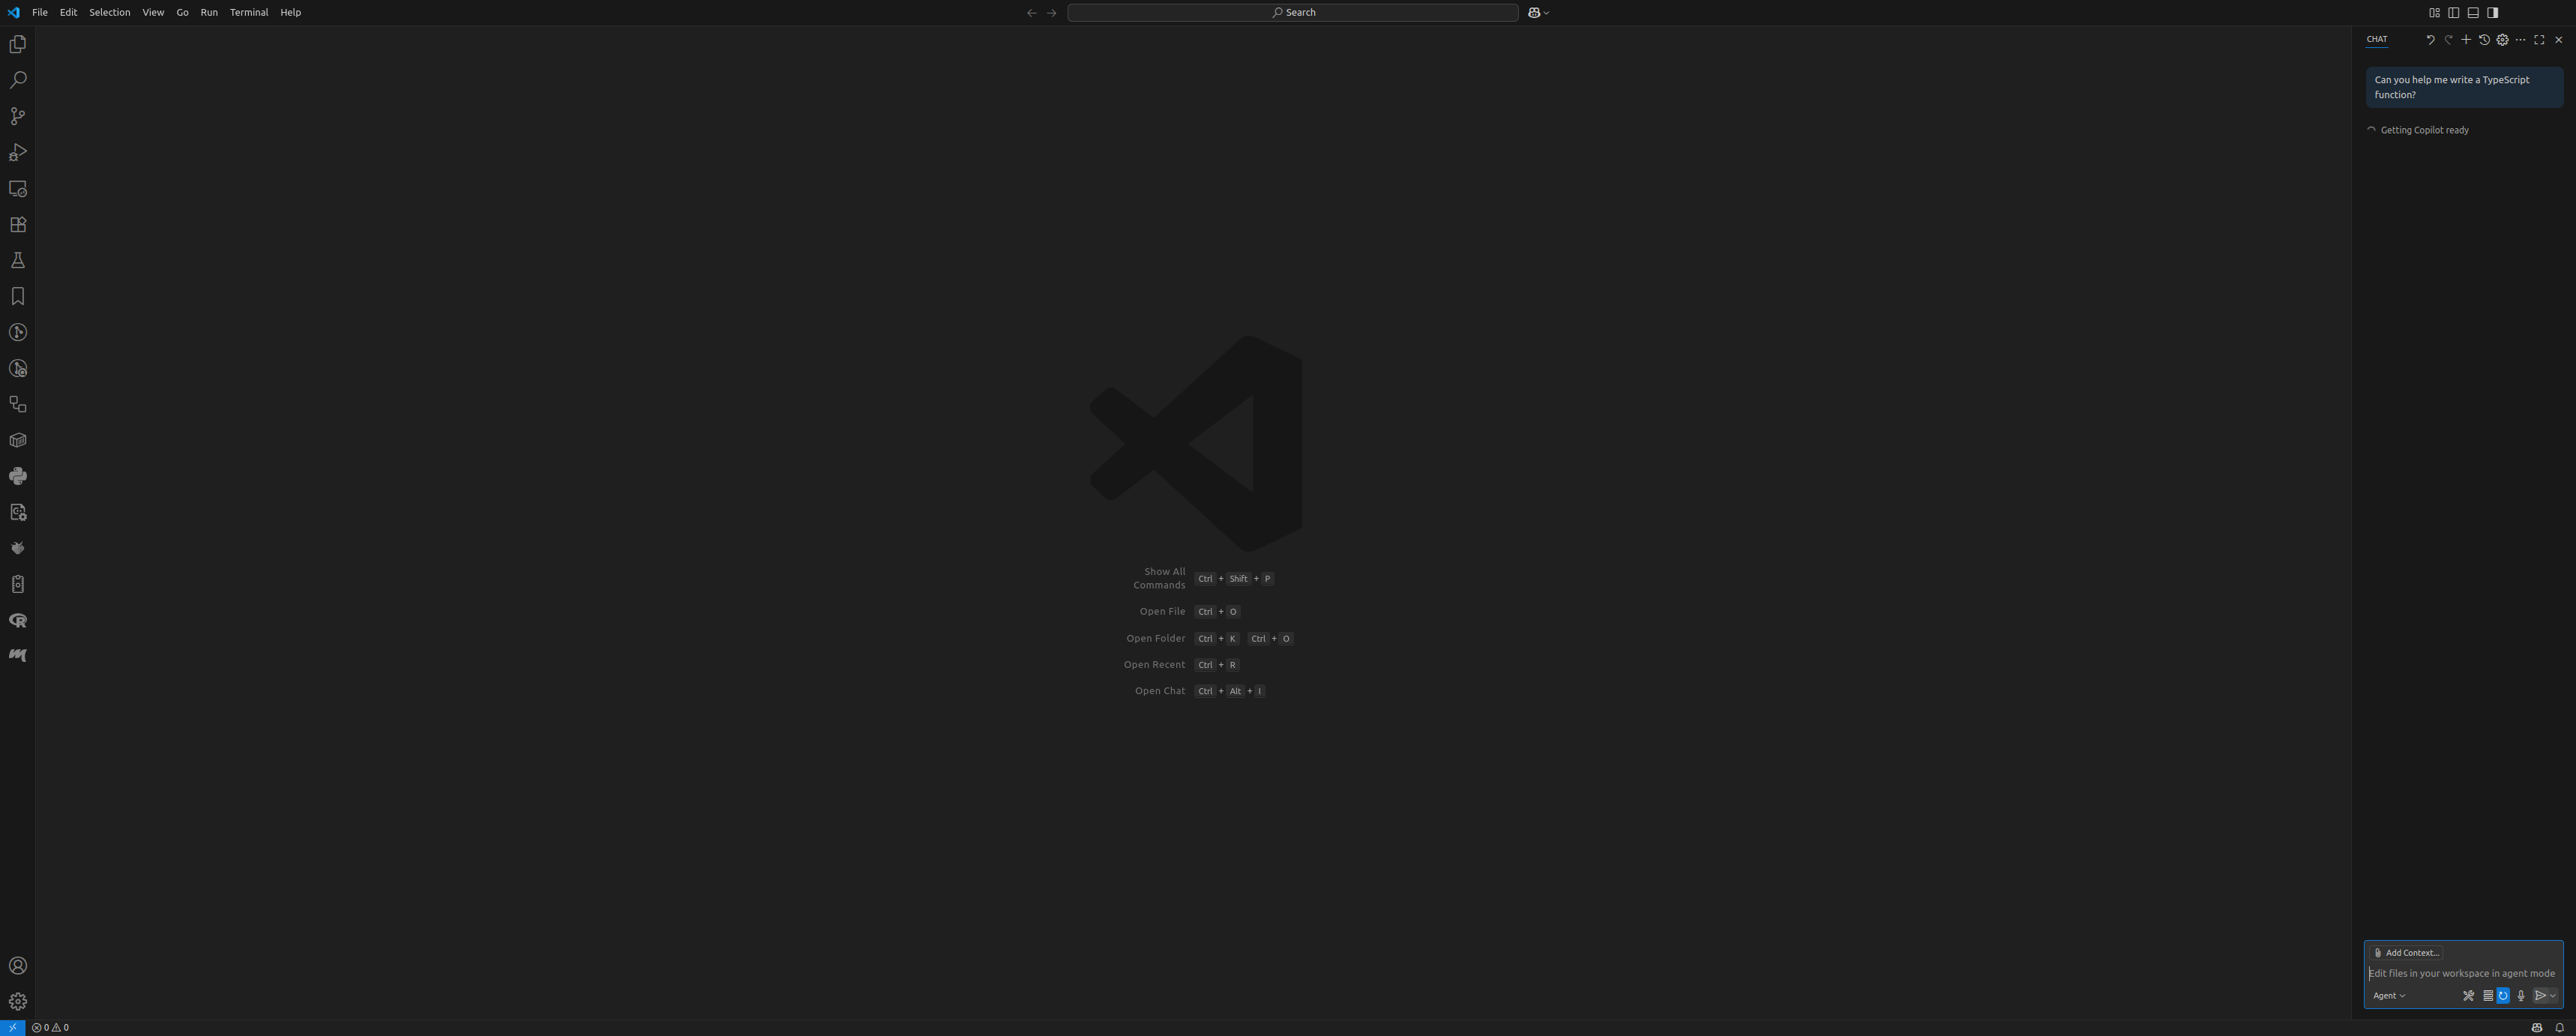 File Edit Selection View Go Run Terminal Help
Search
CHAT
Can you help me write a TypeScript
function?
Getting Copilot ready
Show All
Commands Ctrl + Shift + P
Open File Ctrl + O
Open Folder Ctrl + K Ctrl + O
Open Recent Ctrl + R
Open Chat Ctrl + Alt + I
Add Context...
Edit files in your workspace in agent mode
Agent
0 0